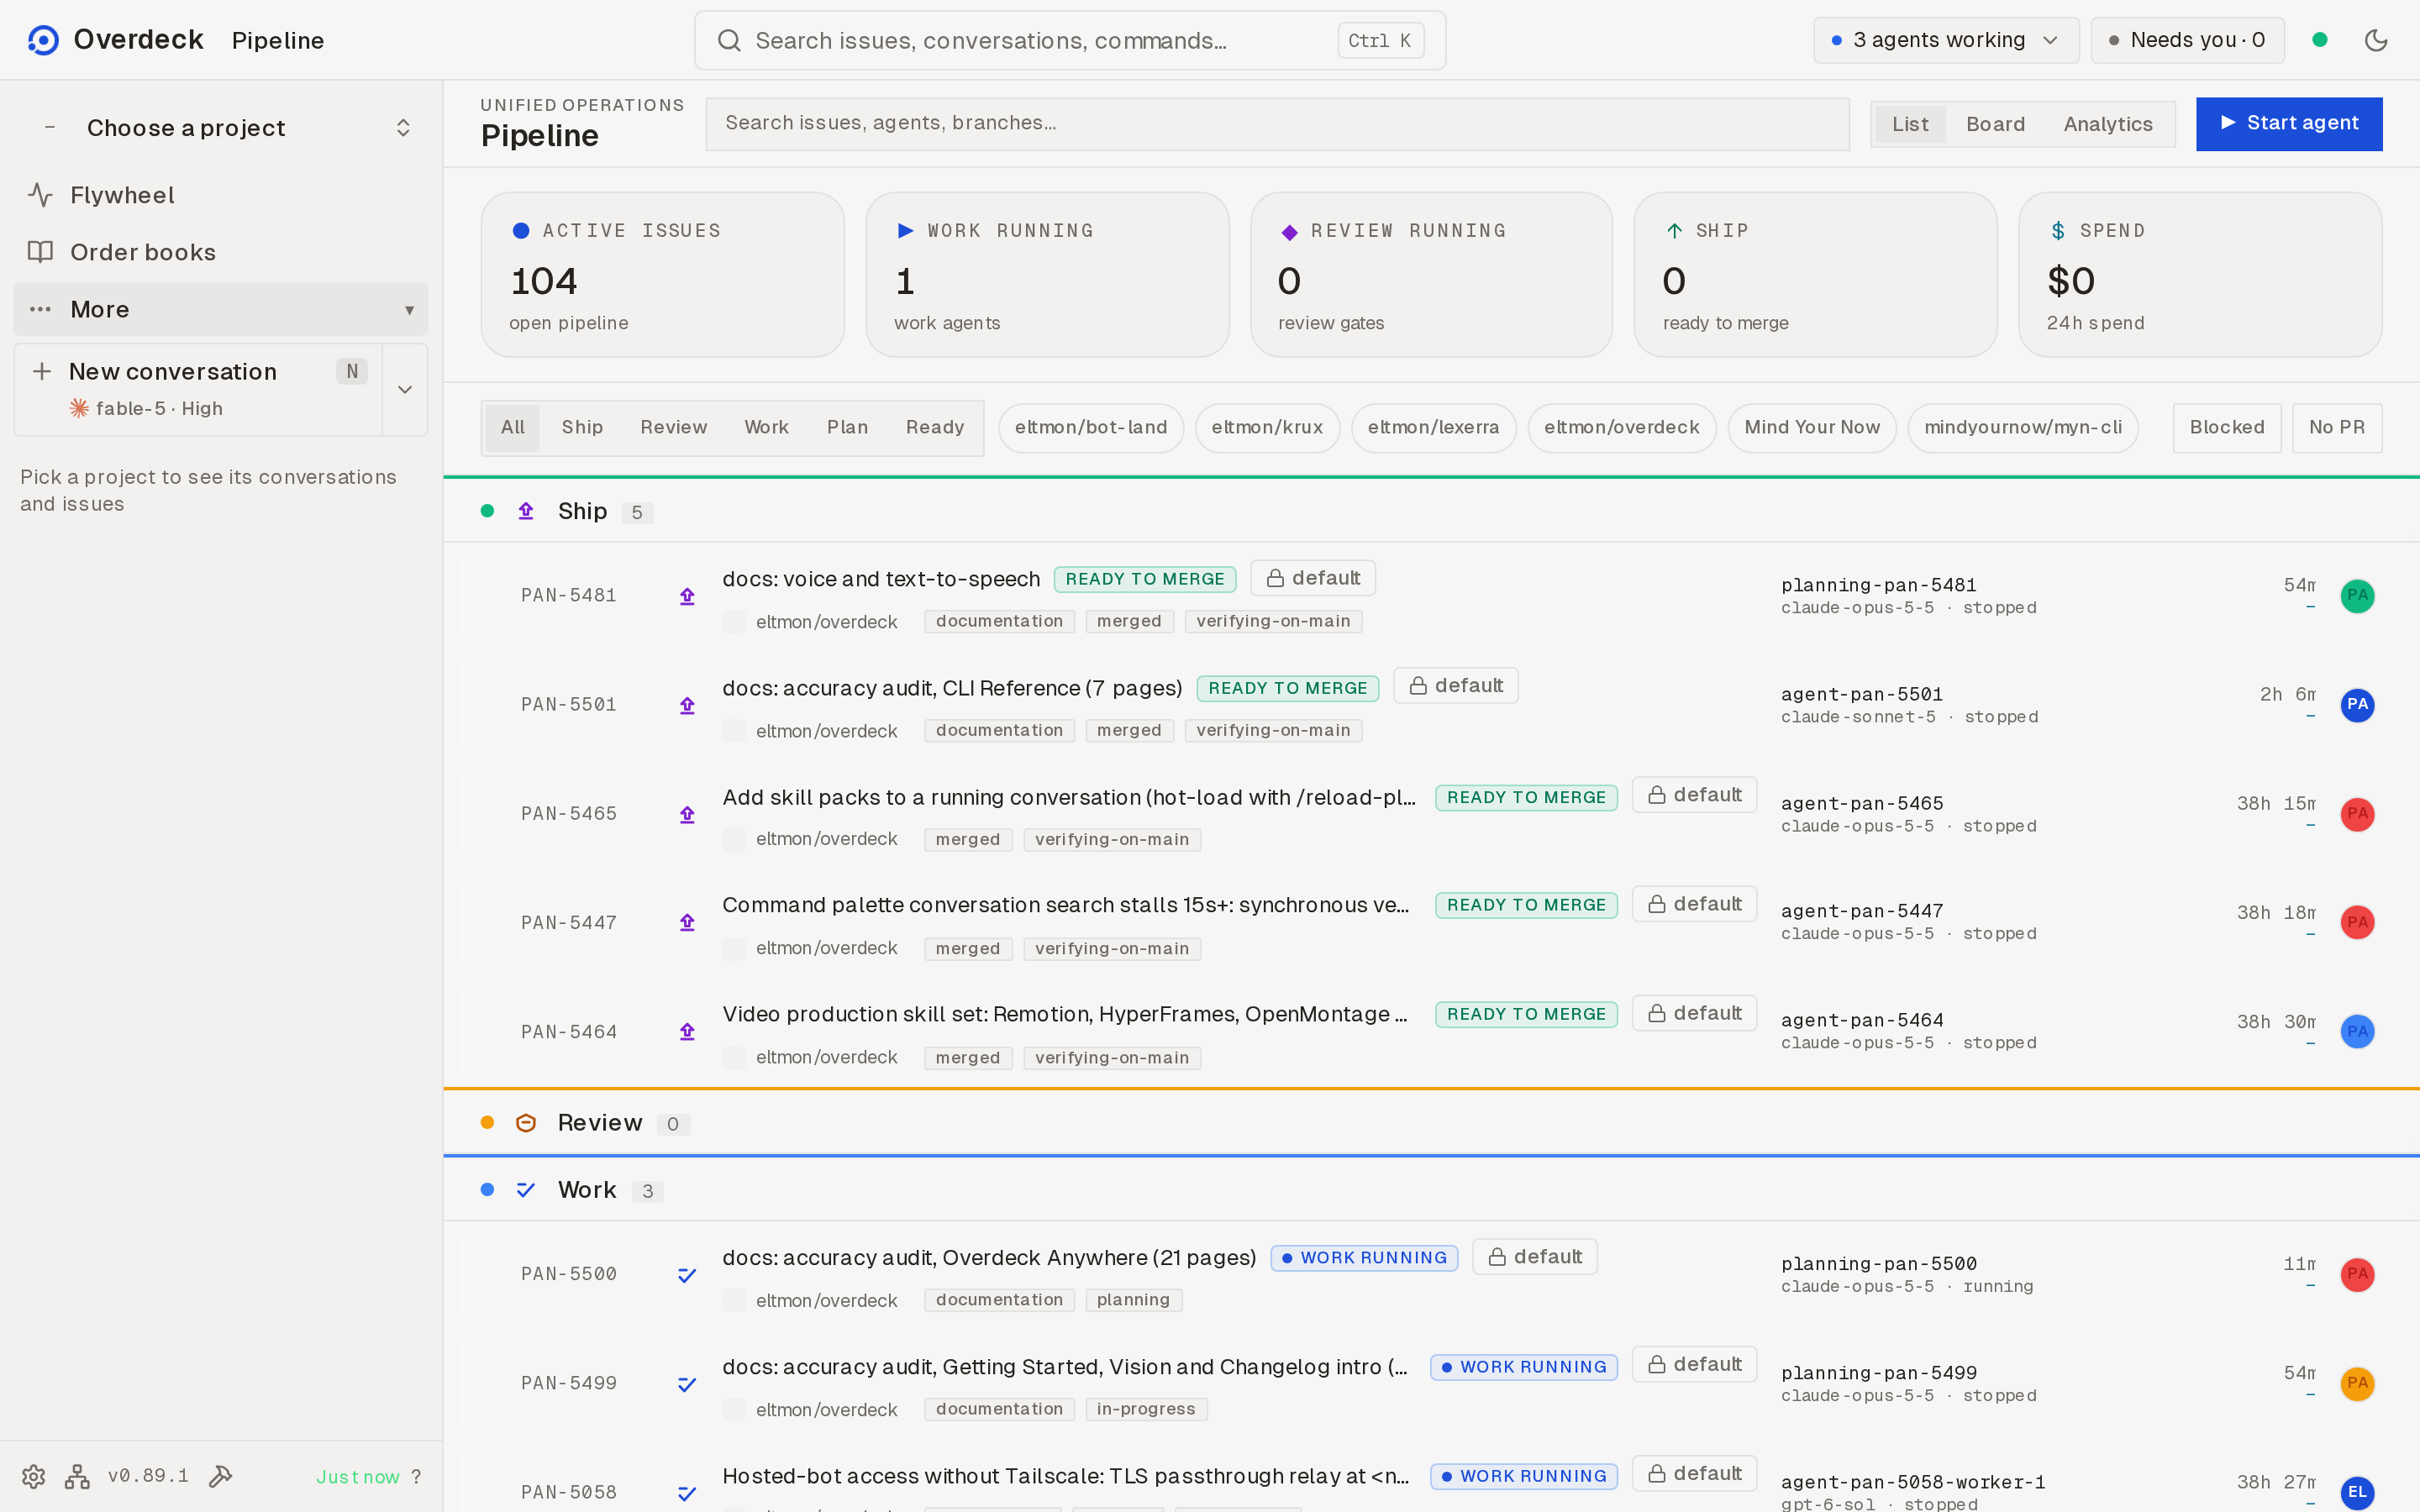 Overdeck Pipeline
Search issues, conversations, commands... Ctrl K
3 agents working
Needs you · 0
Choose a project
Flywheel
Order books
More
New conversation N
fable-5 · High
Pick a project to see its conversations
and issues
v0.89.1
Just now ?
UNIFIED OPERATIONS
Pipeline
Search issues, agents, branches...
List Board Analytics
Start agent
ACTIVE ISSUES
104
open pipeline
WORK RUNNING
1
work agents
REVIEW RUNNING
0
review gates
SHIP
0
ready to merge
$ SPEND
$0
24h spend
All Ship Review Work Plan Ready
eltmon/bot-land eltmon/krux eltmon/lexerra eltmon/overdeck Mind Your Now mindyournow/myn-cli
Blocked No PR
Ship 5
PAN-5481 docs: voice and text-to-speech READY TO MERGE default
eltmon/overdeck documentation merged verifying-on-main
planning-pan-5481
claude-opus-5-5 · stopped
54m
–
PA
PAN-5501 docs: accuracy audit, CLI Reference (7 pages) READY TO MERGE default
eltmon/overdeck documentation merged verifying-on-main
agent-pan-5501
claude-sonnet-5 · stopped
2h 6m
–
PA
PAN-5465 Add skill packs to a running conversation (hot-load with /reload-pl... READY TO MERGE default
eltmon/overdeck merged verifying-on-main
agent-pan-5465
claude-opus-5-5 · stopped
38h 15m
–
PA
PAN-5447 Command palette conversation search stalls 15s+: synchronous ve... READY TO MERGE default
eltmon/overdeck merged verifying-on-main
agent-pan-5447
claude-opus-5-5 · stopped
38h 18m
–
PA
PAN-5464 Video production skill set: Remotion, HyperFrames, OpenMontage ... READY TO MERGE default
eltmon/overdeck merged verifying-on-main
agent-pan-5464
claude-opus-5-5 · stopped
38h 30m
–
PA
Review 0
Work 3
PAN-5500 docs: accuracy audit, Overdeck Anywhere (21 pages) WORK RUNNING default
eltmon/overdeck documentation planning
planning-pan-5500
claude-opus-5-5 · running
11m
–
PA
PAN-5499 docs: accuracy audit, Getting Started, Vision and Changelog intro (... WORK RUNNING default
eltmon/overdeck documentation in-progress
planning-pan-5499
claude-opus-5-5 · stopped
54m
–
PA
PAN-5058 Hosted-bot access without Tailscale: TLS passthrough relay at <n... WORK RUNNING default
agent-pan-5058-worker-1
gpt-6-sol · stopped
38h 27m
–
EL